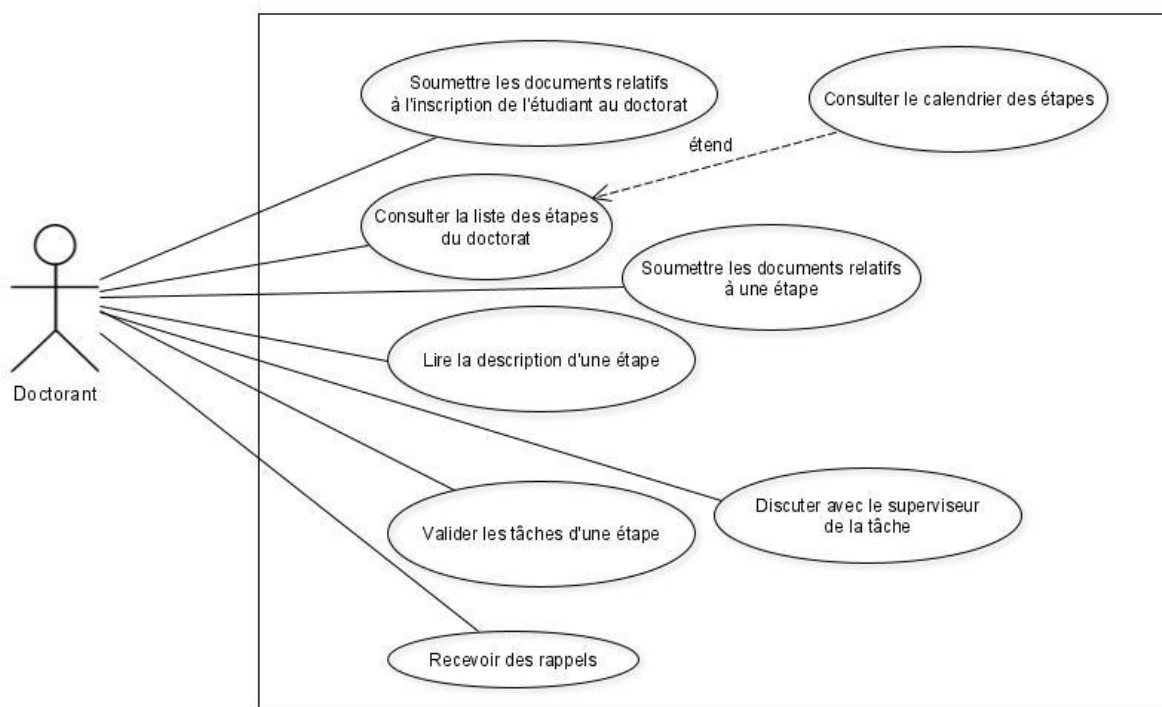 Soumettre les documents relatifs
à l'inscription de l'étudiant au doctorat
Consulter le calendrier des étapes
étend
Consulter la liste des étapes
du doctorat
Soumettre les documents relatifs
à une étape
Lire la description d'une étape
Doctorant
Discuter avec le superviseur
de la tâche
Valider les tâches d'une étape
Recevoir des rappels